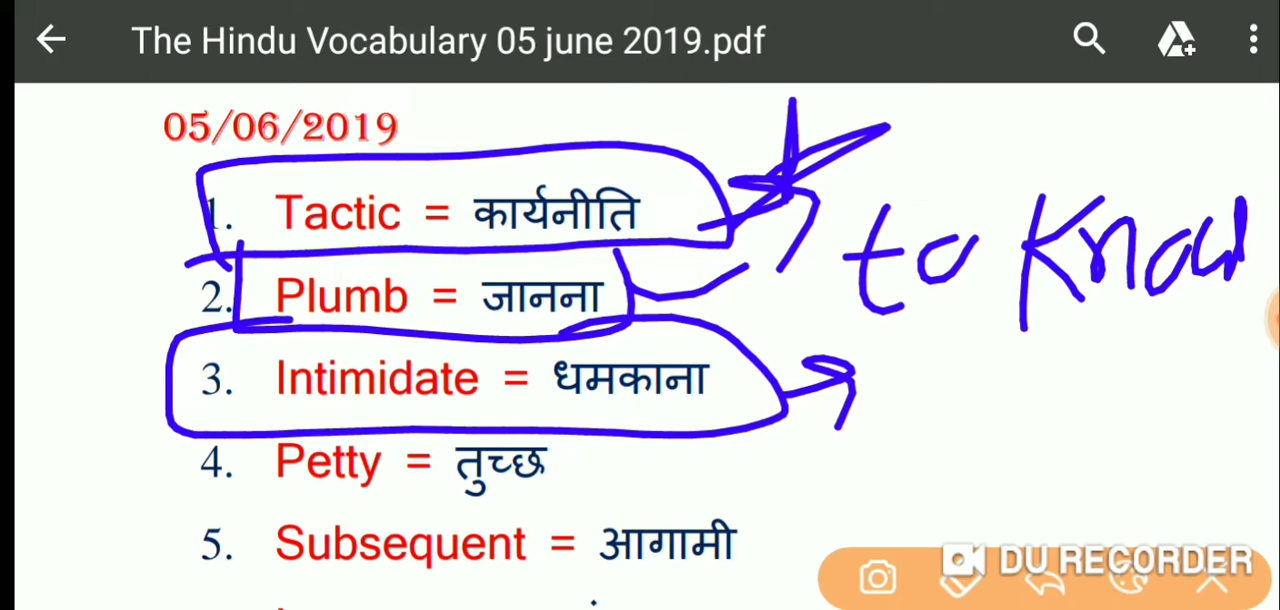 The Hindu Vocabulary 05 june 2019.pdf
05/06/2019
1. Tactic = कार्यनीति
to Know
2. Plumb = जानना
3. Intimidate = धमकाना
4. Petty = तुच्छ
5. Subsequent = आगामी
DU RECORDER